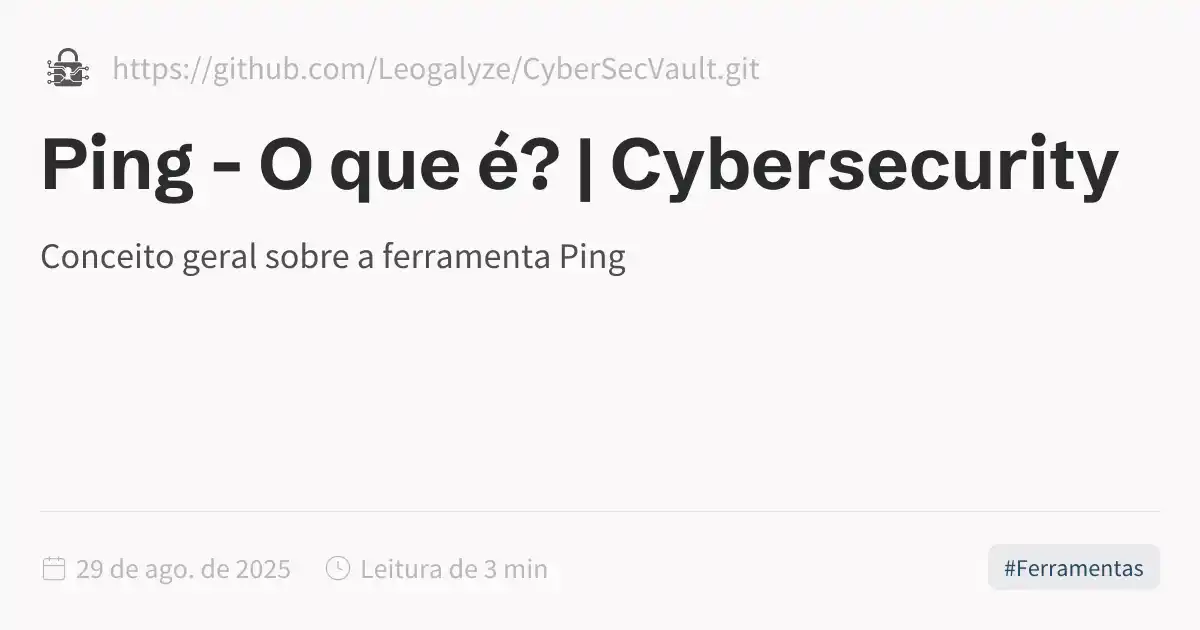 https://github.com/Leogalyze/CyberSecVault.git
Ping - O que é? | Cybersecurity
Conceito geral sobre a ferramenta Ping
29 de ago. de 2025
Leitura de 3 min
#Ferramentas